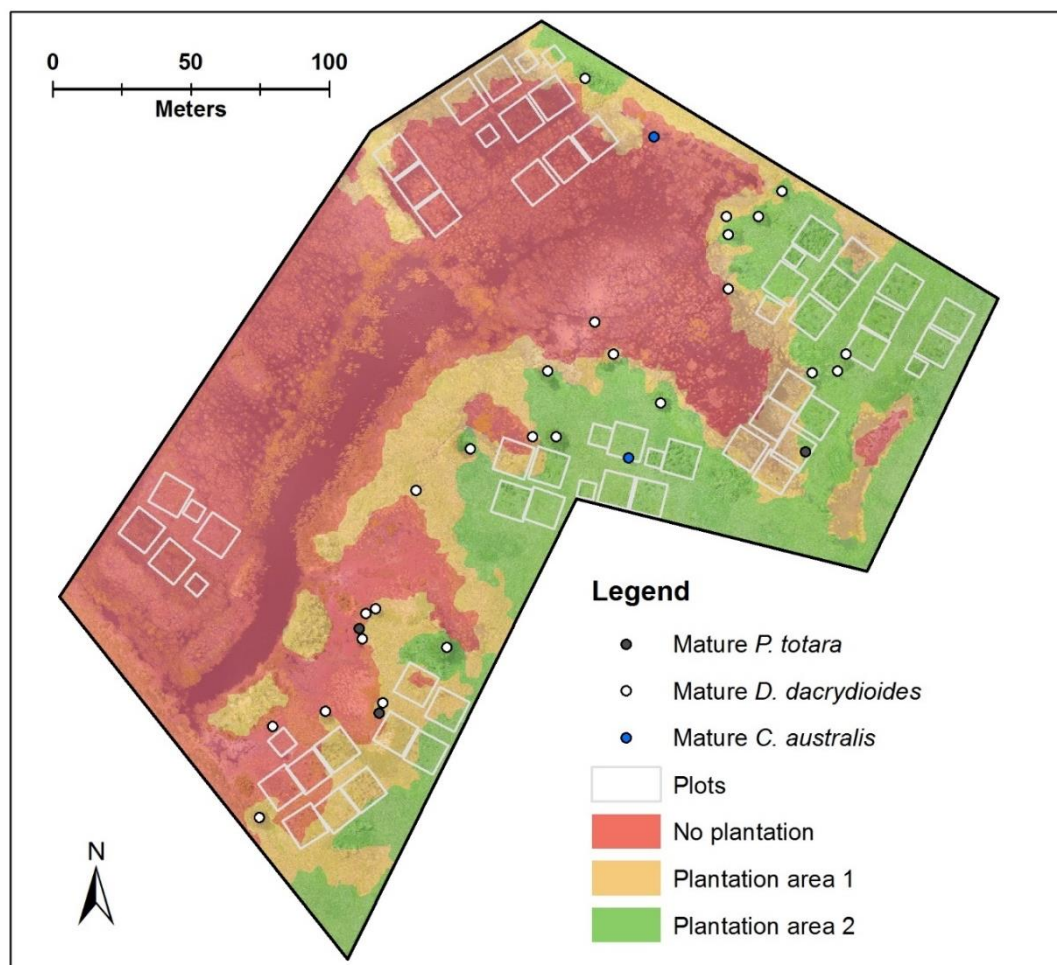 0 50 100
Meters
Legend
Mature P. totara
Mature D. dacrydioides
Mature C. australis
Plots
No plantation
Plantation area 1
Plantation area 2
N